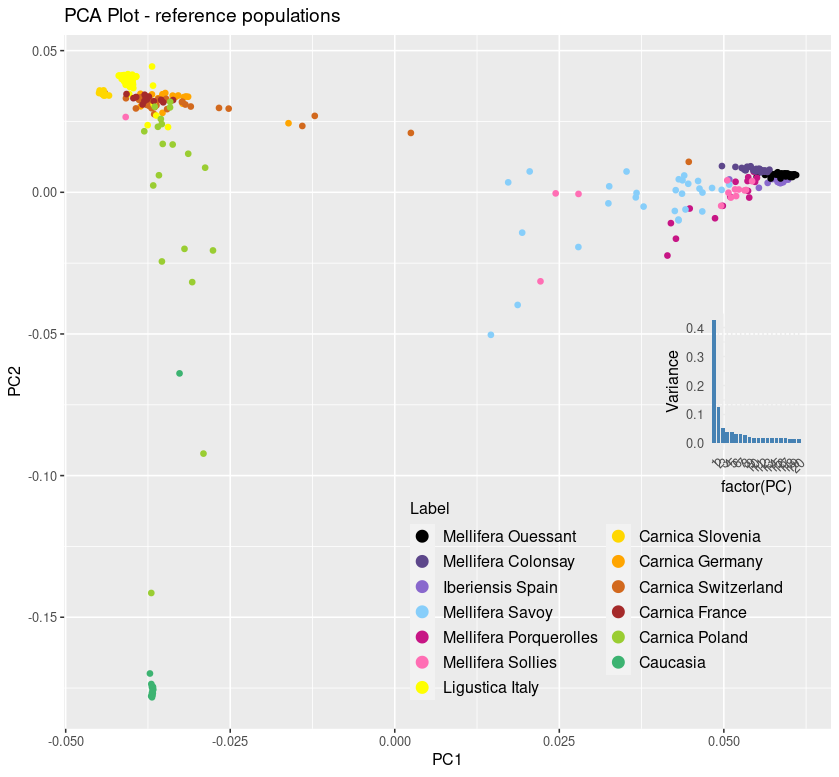 PCA Plot - reference populations
0.05
0.00
-0.05
-0.10
-0.15
PC2
-0.050
-0.025
0.000
0.025
0.050
PC1
Variance
0.4
0.3
0.2
0.1
0.0
factor(PC)
Label
Mellifera Ouessant
Mellifera Colonsay
Iberiensis Spain
Mellifera Savoy
Mellifera Porquerolles
Mellifera Sollies
Ligustica Italy
Carnica Slovenia
Carnica Germany
Carnica Switzerland
Carnica France
Carnica Poland
Caucasia